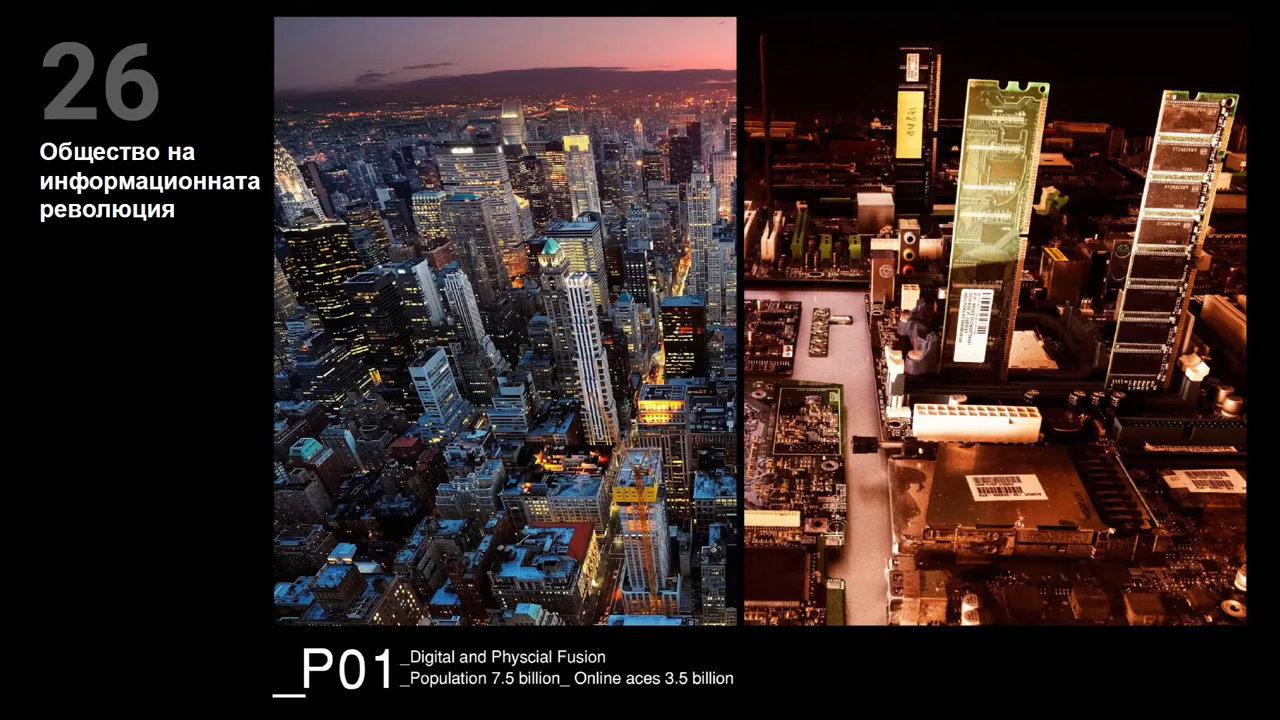 26
Общество на
информационната
революция
_P01
_Digital and Physcial Fusion
_Population 7.5 billion_ Online aces 3.5 billion